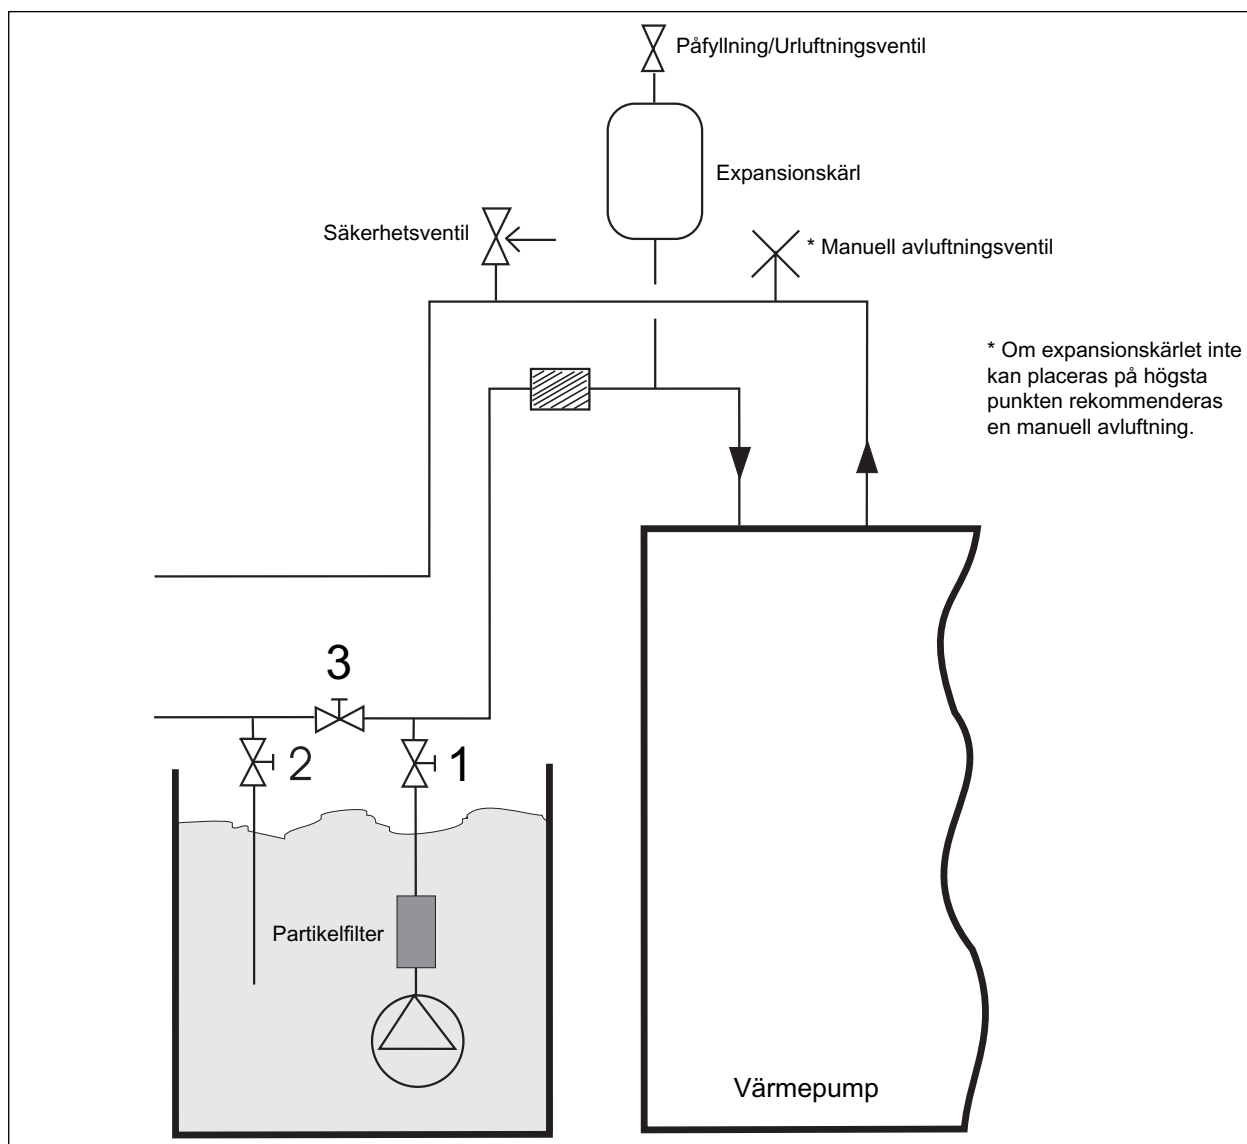 Påfyllning/Urluftningsventil
Expansionskärl
Säkerhetsventil
* Manuell avluftningsventil
* Om expansionskärlet inte
kan placeras på högsta
punkten rekommenderas
en manuell avluftning.
3
2
1
Partikelfilter
Värmepump